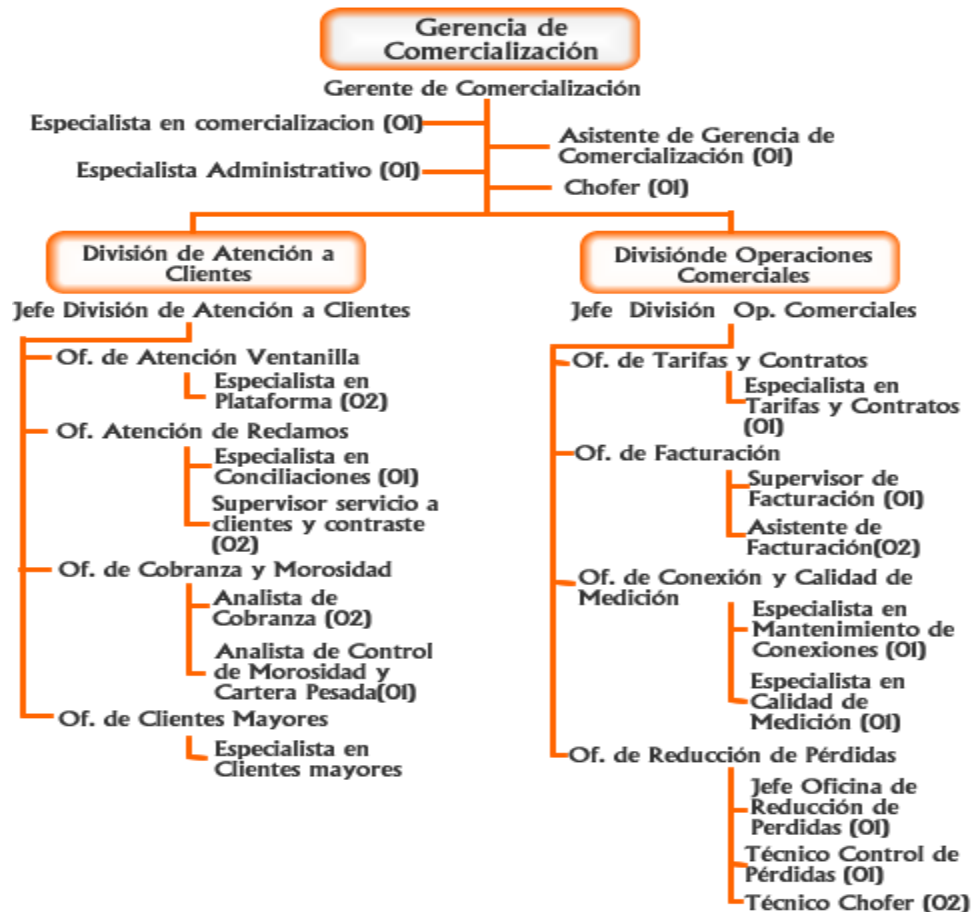 Gerencia de
Comercialización
Gerente de Comercialización
Especialista en comercializacion (01)
Asistente de Gerencia de
Comercialización (01)
Especialista Administrativo (01)
Chofer (01)
División de Atención a
Clientes
Jefe División de Atención a Clientes
Of. de Atención Ventanilla
Especialista en
Plataforma (02)
Of. Atención de Reclamos
Especialista en
Conciliaciones (01)
Supervisor servicio a
clientes y contraste
(02)
Of. de Cobranza y Morosidad
Analista de
Cobranza (02)
Analista de Control
de Morosidad y
Cartera Pesada(01)
Of. de Clientes Mayores
Especialista en
Clientes mayores
Divisiónde Operaciones
Comerciales
Jefe División Op. Comerciales
Of. de Tarifas y Contratos
Especialista en
Tarifas y Contratos
(01)
Of. de Facturación
Supervisor de
Facturación (01)
Asistente de
Facturación(02)
Of. de Conexión y Calidad de
Medición
Especialista en
Mantenimiento de
Conexiones (01)
Especialista en
Calidad de
Medición (01)
Of. de Reducción de Pérdidas
Jefe Oficina de
Reducción de
Perdidas (01)
Técnico Control de
Pérdidas (01)
Técnico Chofer (02)